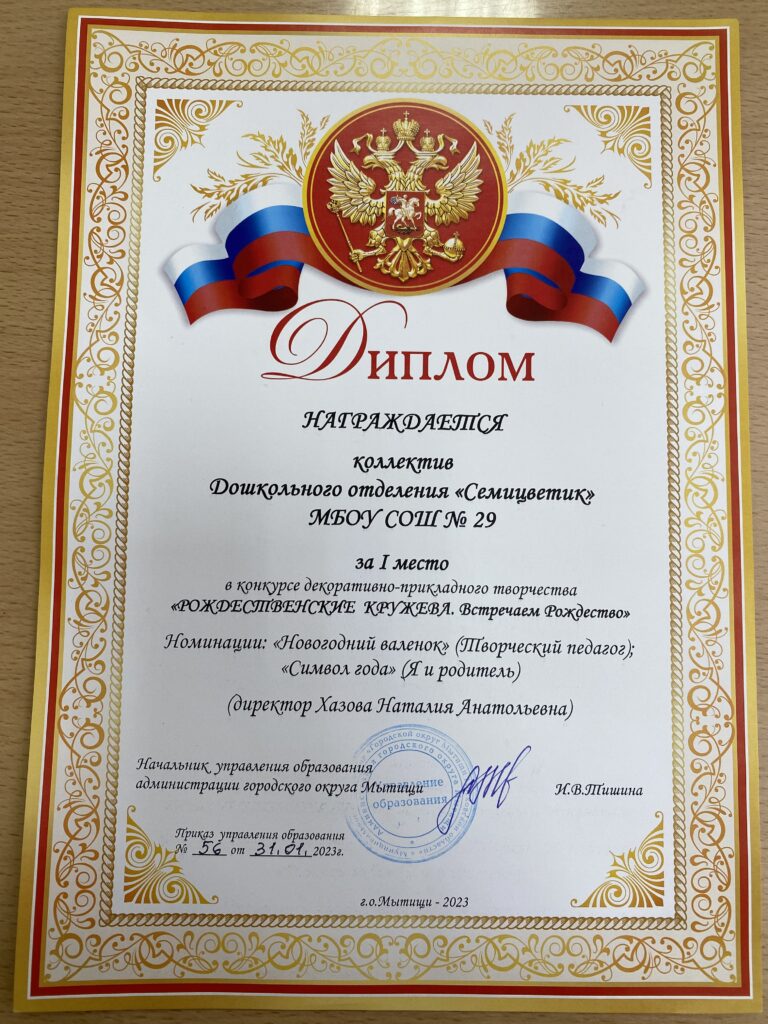 Диплом
НАГРАЖДАЕТСЯ
коллектив
Дошкольного отделения «Семицветик»
МБОУ СОШ № 29
за I место
в конкурсе декоративно-прикладного творчества
«РОЖДЕСТВЕНСКИЕ КРУЖЕВА. Встречаем Рождество»
Номинации: «Новогодний валенок» (Творческий педагог);
«Символ года» (Я и родитель)
(директор Хазова Наталия Анатольевна)
Начальник управления образования
администрации городского округа Мытищи
И.В.Тишина
Управление
образования
Приказ управления образования
№ 56 от 31.01.2023г.
г.о.Мытищи - 2023